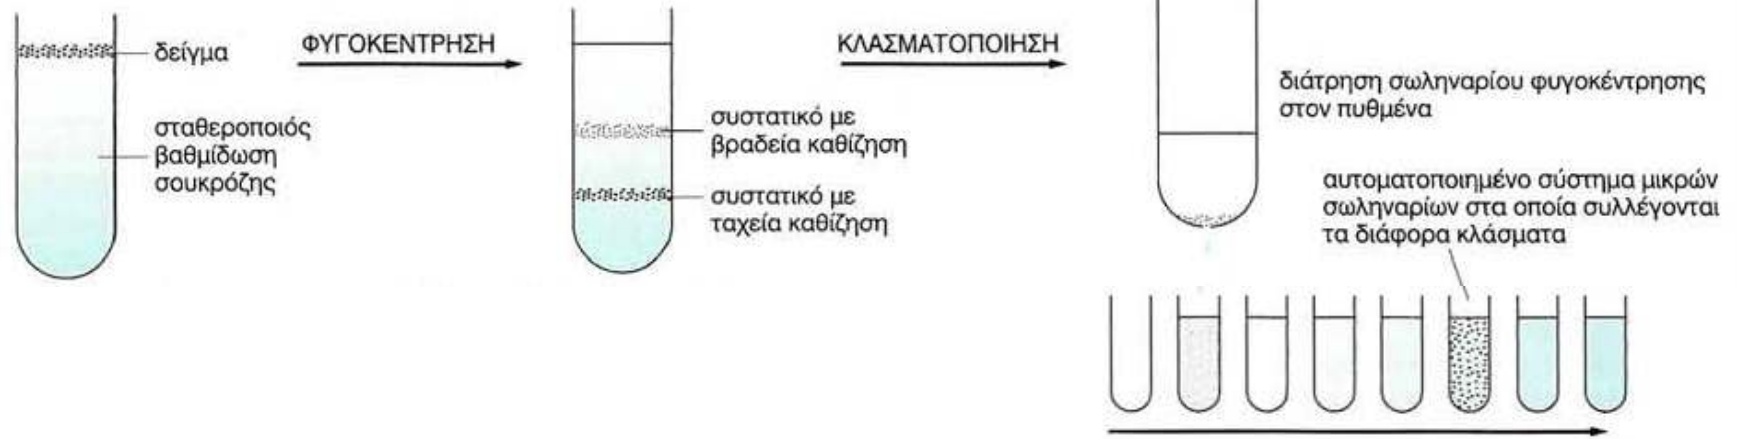 δείγμα
σταθεροποιός
βαθμίδωση
σουκρόζης
ΦΥΓΟΚΕΝΤΡΗΣΗ
συστατικό με
βραδεία καθίζηση
συστατικό με
ταχεία καθίζηση
ΚΛΑΣΜΑΤΟΠΟΙΗΣΗ
διάτρηση σωληναρίου φυγοκέντρησης
στον πυθμένα
αυτοματοποιημένο σύστημα μικρών
σωληναρίων στα οποία συλλέγονται
τα διάφορα κλάσματα